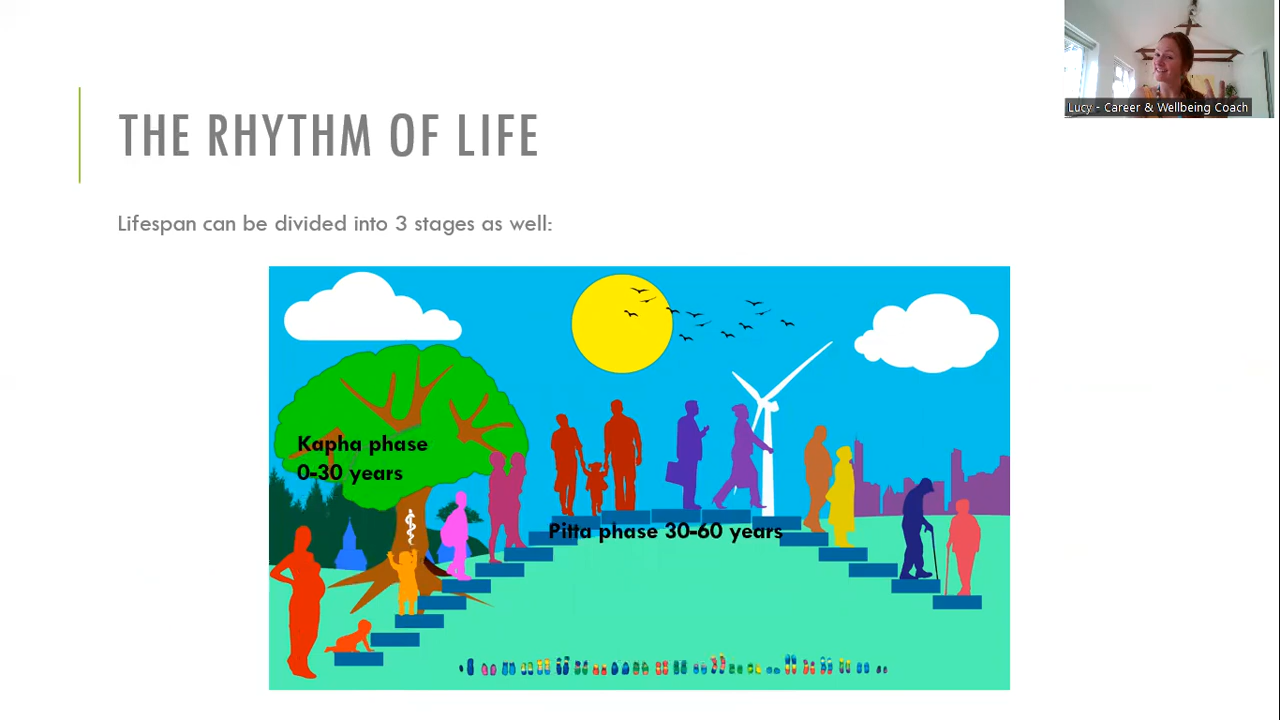 THE RHYTHM OF LIFE
Lucy - Career & Wellbeing Coach
Lifespan can be divided into 3 stages as well:
Kapha phase
0-30 years
Pitta phase 30-60 years